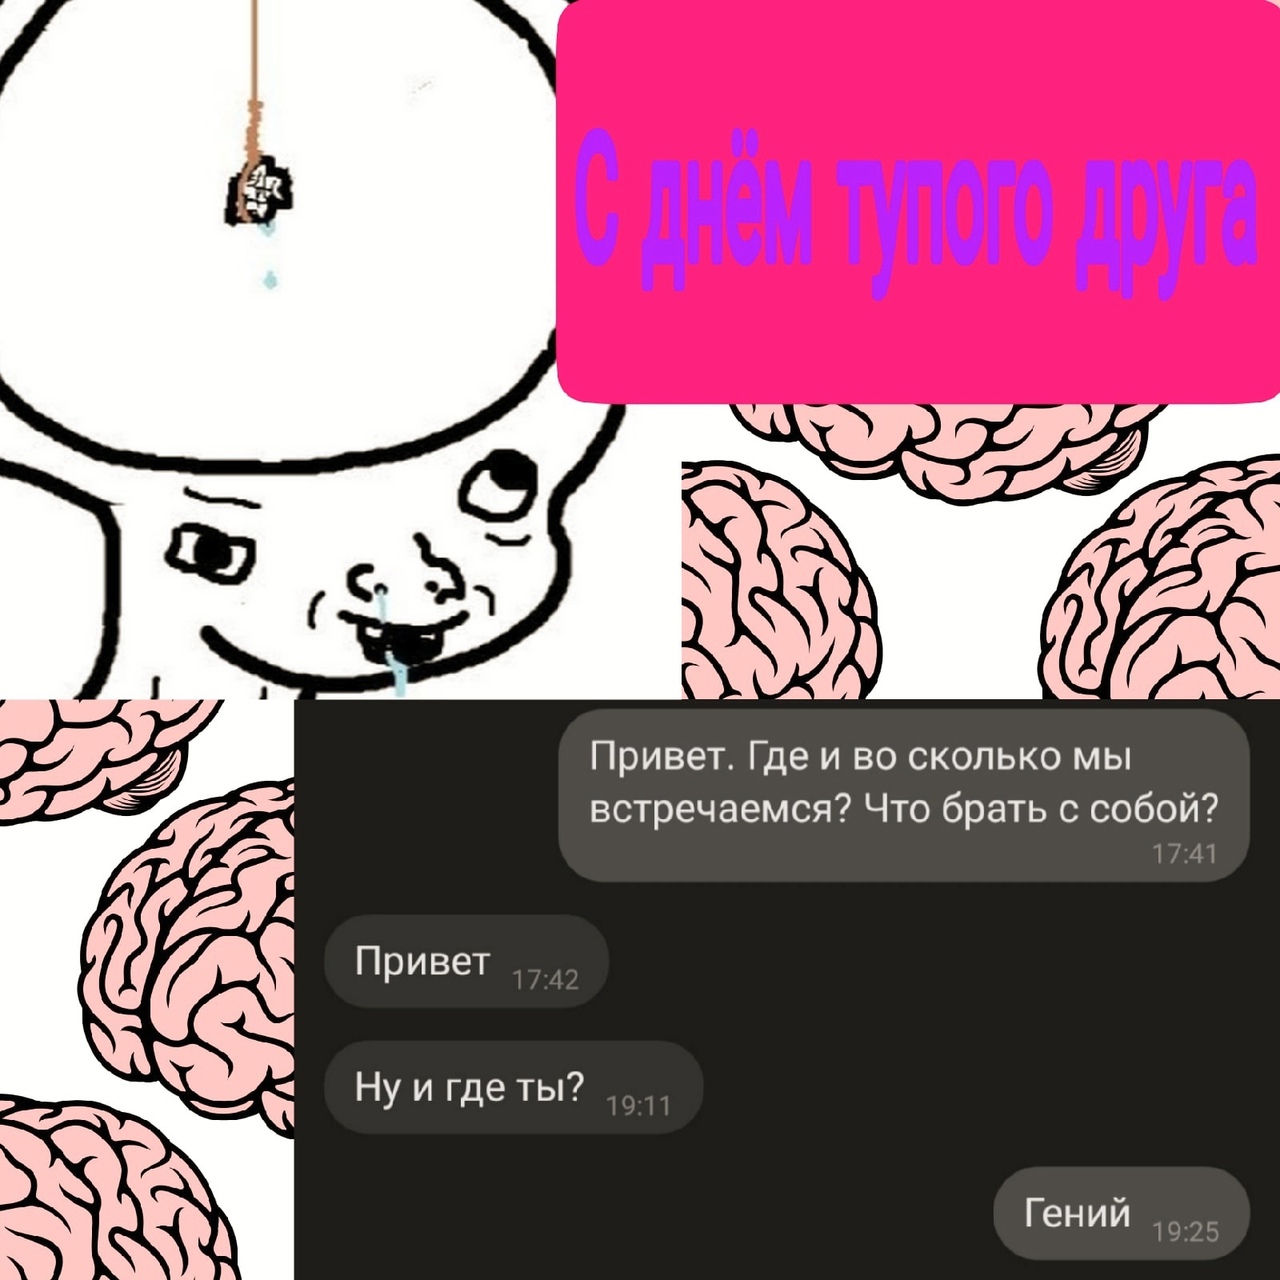 С днём тупого друга
Привет. Где и во сколько мы
встречаемся? Что брать с собой?
17:41
Привет 17:42
Ну и где ты? 19:11
Гений 19:25